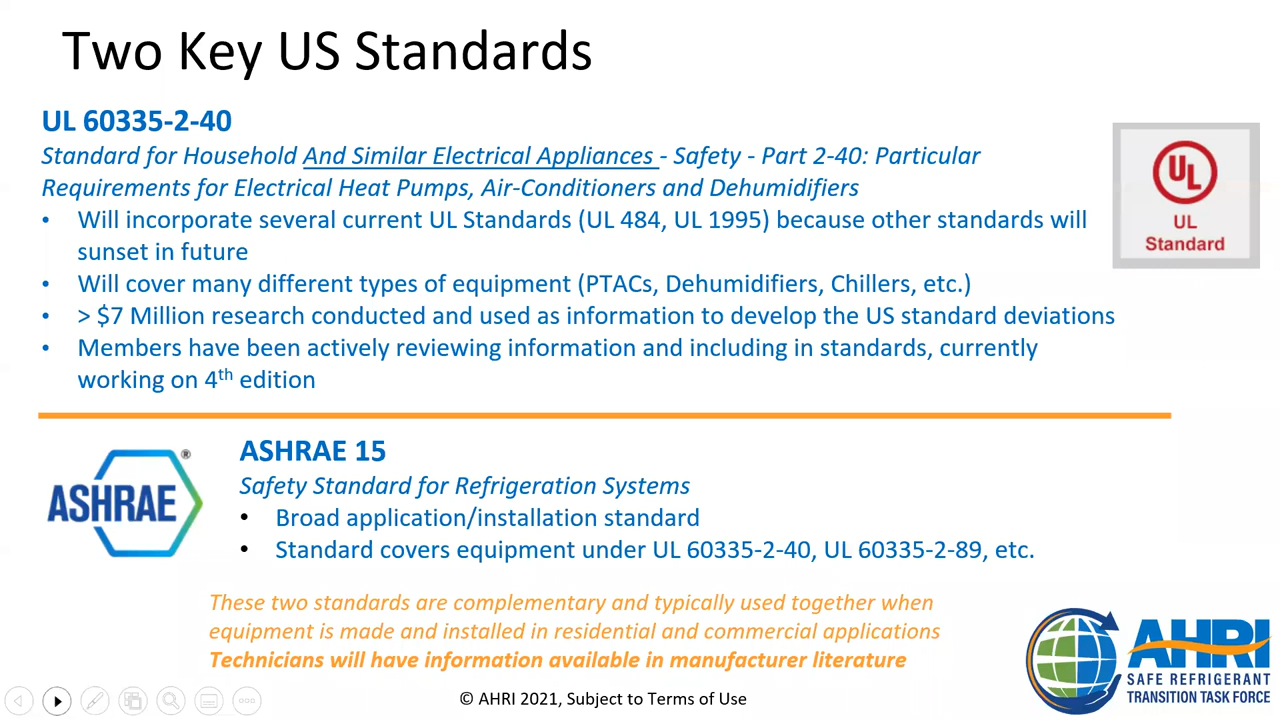 Two Key US Standards
UL 60335-2-40
Standard for Household And Similar Electrical Appliances - Safety - Part 2-40: Particular
Requirements for Electrical Heat Pumps, Air-Conditioners and Dehumidifiers
• Will incorporate several current UL Standards (UL 484, UL 1995) because other standards will
sunset in future
• Will cover many different types of equipment (PTACs, Dehumidifiers, Chillers, etc.)
• > $7 Million research conducted and used as information to develop the US standard deviations
• Members have been actively reviewing information and including in standards, currently
working on 4th edition
UL
UL
Standard
ASHRAE®
ASHRAE 15
Safety Standard for Refrigeration Systems
• Broad application/installation standard
• Standard covers equipment under UL 60335-2-40, UL 60335-2-89, etc.
These two standards are complementary and typically used together when
equipment is made and installed in residential and commercial applications
Technicians will have information available in manufacturer literature
AHRI
SAFE REFRIGERANT
TRANSITION TASK FORCE
© AHRI 2021, Subject to Terms of Use